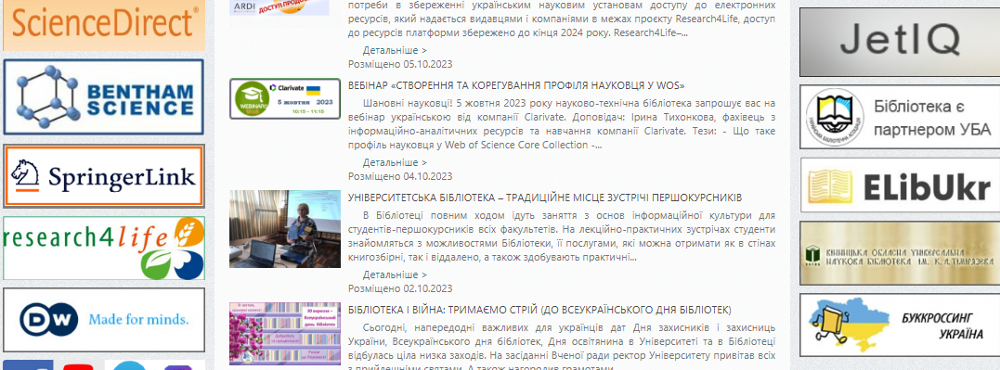 ScienceDirect®
BENTHAM
SCIENCE
SpringerLink
research4life
DW Made for minds.
ARDI
ДОСТУП ПРОДО
потреби в збереженні українським науковим установам доступу до електронних
ресурсів, який надається видавцями і компаніями в межах проєкту Research4Life, доступ
до ресурсів платформи збережено до кінця 2024 року. Research4Life–...
Детальніше >
Розміщено 05.10.2023
WEBINARS
Clarivate
5 жовтня 2023
10:15 - 11:15
ВЕБІНАР «СТВОРЕННЯ ТА КОРЕГУВАННЯ ПРОФІЛЯ НАУКОВЦЯ У WOS»
Шановні науковці! 5 жовтня 2023 року науково-технічна бібліотека запрошує вас на
вебінар українською від компанії Clarivate. Доповідач: Ірина Тихонкова, фахівець з
інформаційно-аналітичних ресурсів та навчання компанії Clarivate. Тези: - Що таке
профіль науковця у Web of Science Core Collection -...
Детальніше >
Розміщено 04.10.2023
УНІВЕРСИТЕТСЬКА БІБЛІОТЕКА – ТРАДИЦІЙНЕ МІСЦЕ ЗУСТРІЧІ ПЕРШОКУРСНИКІВ
В Бібліотеці повним ходом ідуть заняття з основ інформаційної культури для
студентів-першокурсників всіх факультетів. На лекційно-практичних зустрічах студенти
знайомляться з можливостями Бібліотеки, її послугами, які можна отримати як в стінах
книгозбірні, так і віддалено, а також здобувають практичні...
Детальніше >
Розміщено 02.10.2023
БІБЛІОТЕКА І ВІЙНА: ТРИМАЄМО СТРІЙ (ДО ВСЕУКРАЇНСЬКОГО ДНЯ БІБЛІОТЕК)
Сьогодні, напередодні важливих для українців дат Дня захисників і захисниць
України, Всеукраїнського дня бібліотек, Дня освітянина в Університеті та в Бібліотеці
відбулась ціла низка заходів. На засіданні Вченої ради ректор Університету привітав всіх
з прийдешніми святами. А також нагородив грамотами
JetIQ
Бібліотека є
партнером УБА
ELibUkr
ВІННИЦЬКА ОБЛАСНА УНІВЕРСАЛЬНА
НАУКОВА БІБЛІОТЕКА ІМ. К.А.ТІМІРЯЗЄВА
БУККРОССИНГ
УКРАЇНА